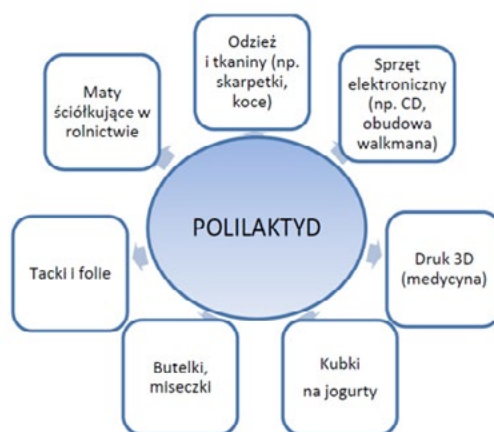 Odzież
i tkaniny (np.
skarpetki,
koce)
Sprzęt
elektroniczny
(np. CD,
obudowa
walkmana)
Maty
ściółkujące w
rolnictwie
POLILAKTYD
Tacki i folie
Druk 3D
(medycyna)
Butelki,
miseczki
Kubki
na jogurty